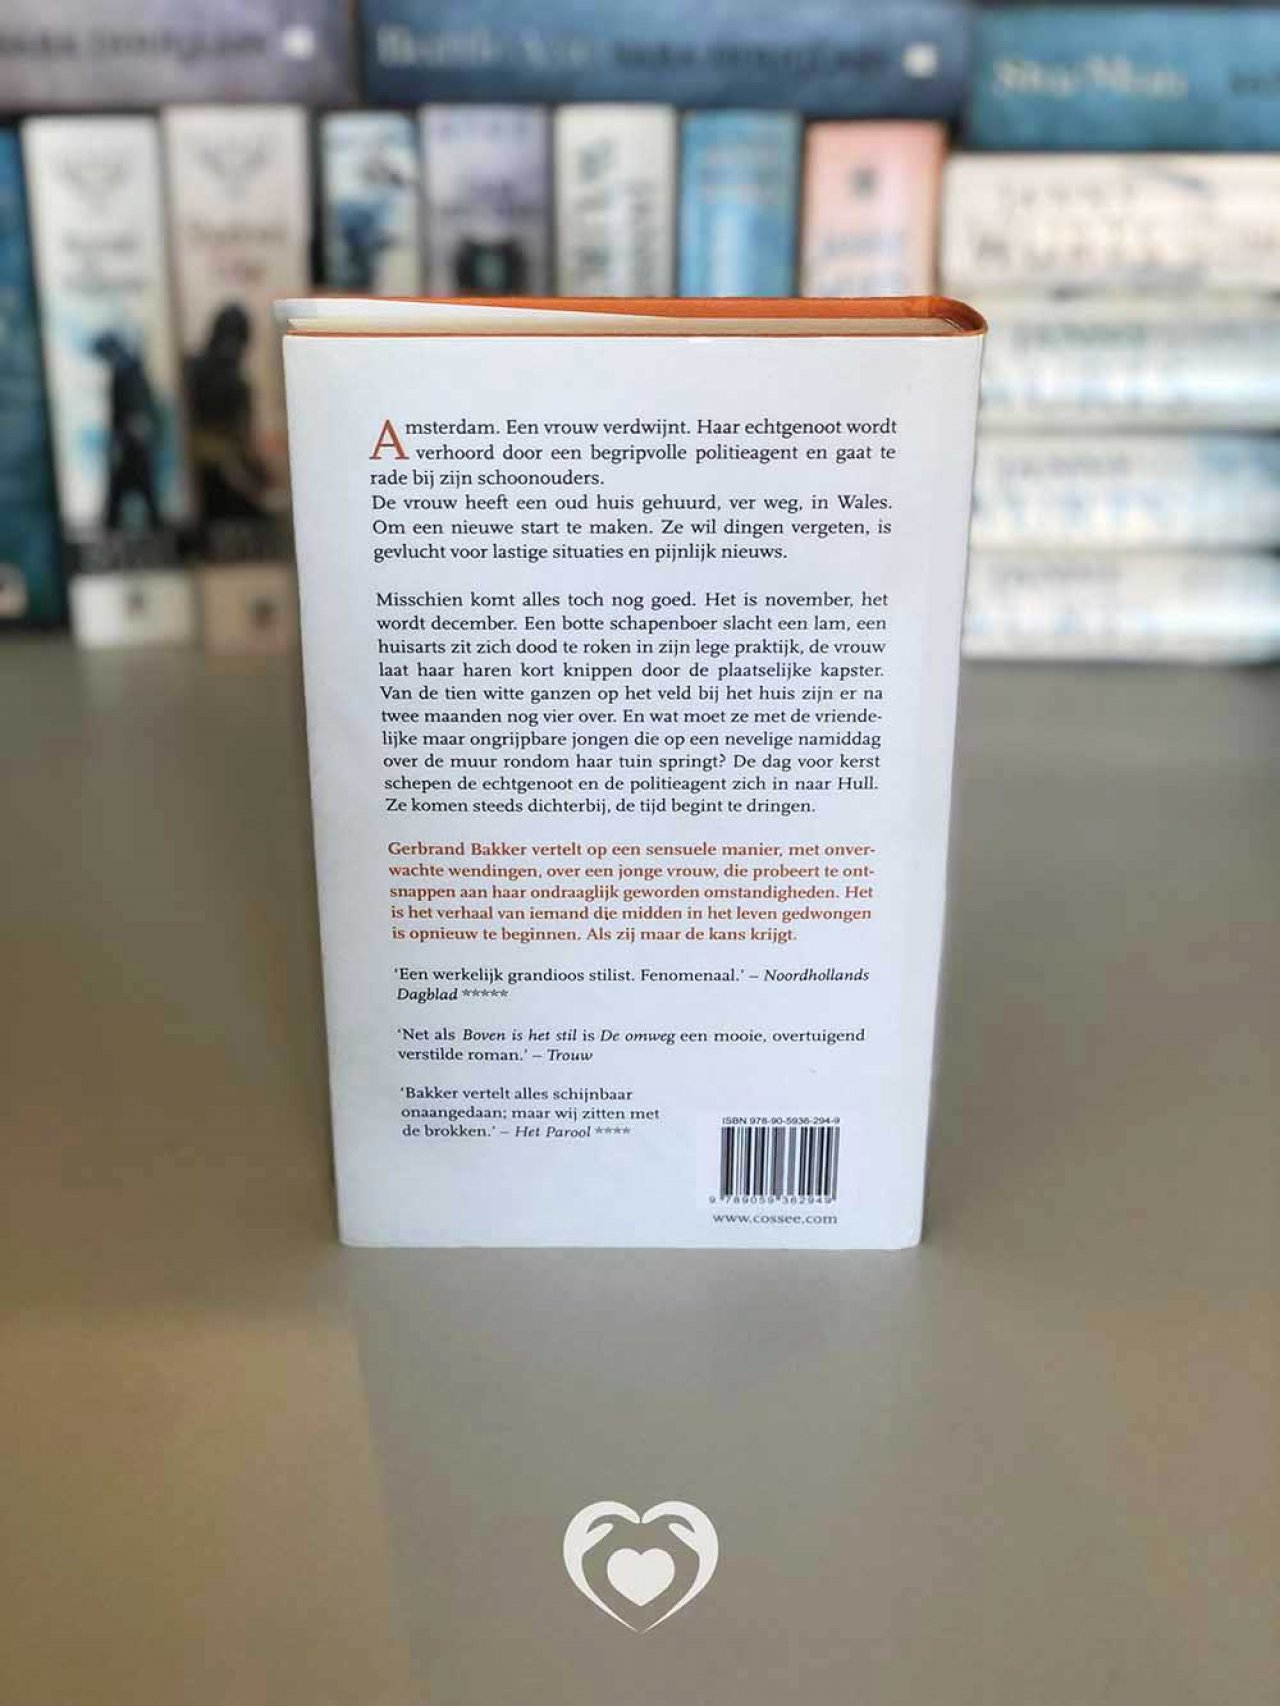 Amsterdam. Een vrouw verdwijnt. Haar echtgenoot wordt
verhoord door een begripvolle politieagent en gaat te
rade bij zijn schoonouders.
De vrouw heeft een oud huis gehuurd, ver weg, in Wales.
Om een nieuwe start te maken. Ze wil dingen vergeten, is
gevlucht voor lastige situaties en pijnlijk nieuws.
Misschien komt alles toch nog goed. Het is november, het
wordt december. Een botte schapenboer slacht een lam, een
huisarts zit zich dood te roken in zijn lege praktijk, de vrouw
laat haar haren kort knippen door de plaatselijke kapster.
Van de tien witte ganzen op het veld bij het huis zijn er na
twee maanden nog vier over. En wat moet ze met de vriende-
lijke maar ongrijpbare jongen die op een nevelige namiddag
over de muur rondom haar tuin springt? De dag voor kerst
schepen de echtgenoot en de politieagent zich in naar Hull.
Ze komen steeds dichterbij, de tijd begint te dringen.
Gerbrand Bakker vertelt op een sensuele manier, met onver-
wachte wendingen, over een jonge vrouw, die probeert te ont-
snappen aan haar ondraaglijk geworden omstandigheden. Het
is het verhaal van iemand die midden in het leven gedwongen
is opnieuw te beginnen. Als zij maar de kans krijgt.
'Een werkelijk grandioos stilist. Fenomenaal.' – Noordhollands
Dagblad *****
'Net als Boven is het stil is De omweg een mooie, overtuigend
verstilde roman.' – Trouw
'Bakker vertelt alles schijnbaar
onaangedaan; maar wij zitten met
de brokken.' – Het Parool ****
ISBN 978-90-5936-294-9
9 789059 362949
www.cossee.com